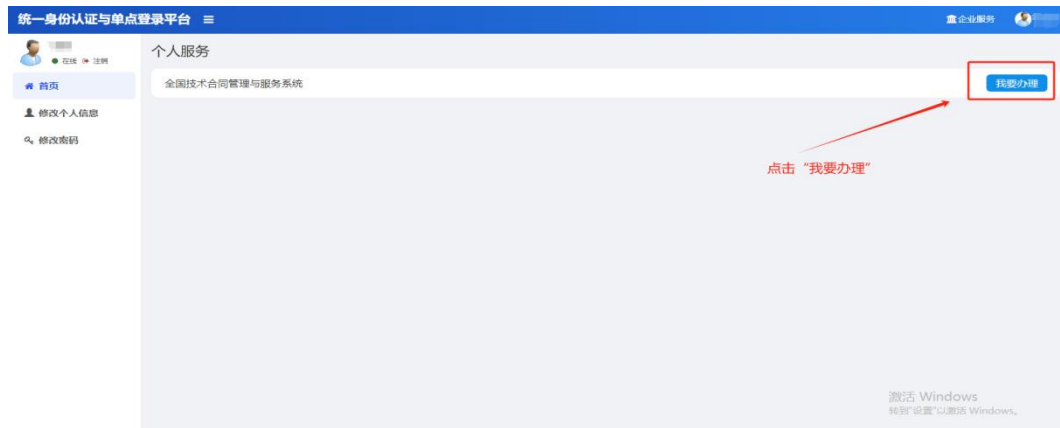 统一身份认证与单点登录平台
企业服务
在线 注销
个人服务
首页
全国技术合同管理与服务系统
我要办理
修改个人信息
修改密码
点击“我要办理”
激活 Windows
转到“设置”以激活 Windows。